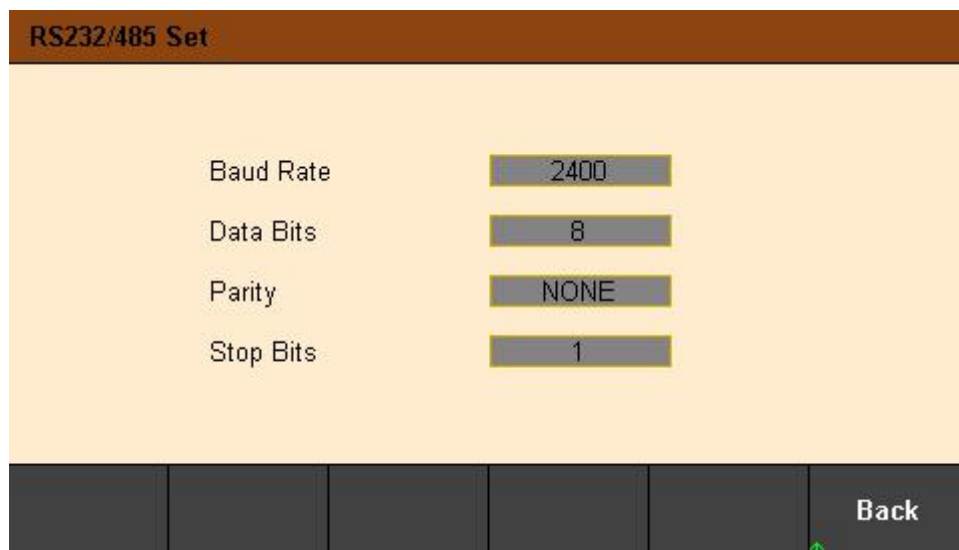 RS232/485 Set
Baud Rate 2400
Data Bits 8
Parity NONE
Stop Bits 1
Back